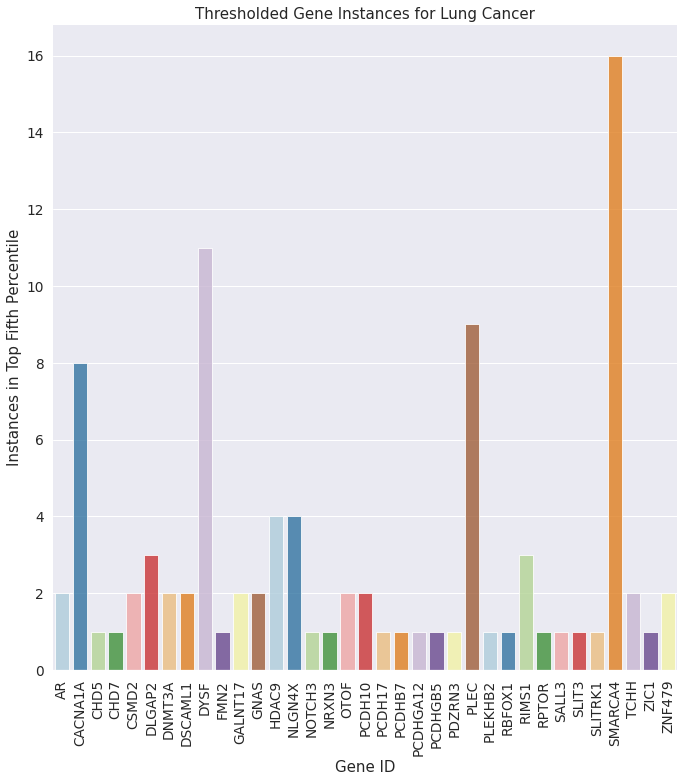 Thresholded Gene Instances for Lung Cancer
Instances in Top Fifth Percentile
16
14
12
10
8
6
4
2
0
AR
CACNA1A
CHD5
CHD7
CSMD2
DLGAP2
DNMT3A
DSCAML1
DYSF
FMN2
GALNT17
GNAS
HDAC9
NLGN4X
NOTCH3
NRXN3
OTOF
PCDH10
PCDH17
PCDHB7
PCDHGA12
PCDHGB5
PDZRN3
PLEC
PLEKHB2
RBFOX1
RIMS1
RPTOR
SALL3
SLIT3
SLITRK1
SMARCA4
TCHH
ZIC1
ZNF479
Gene ID